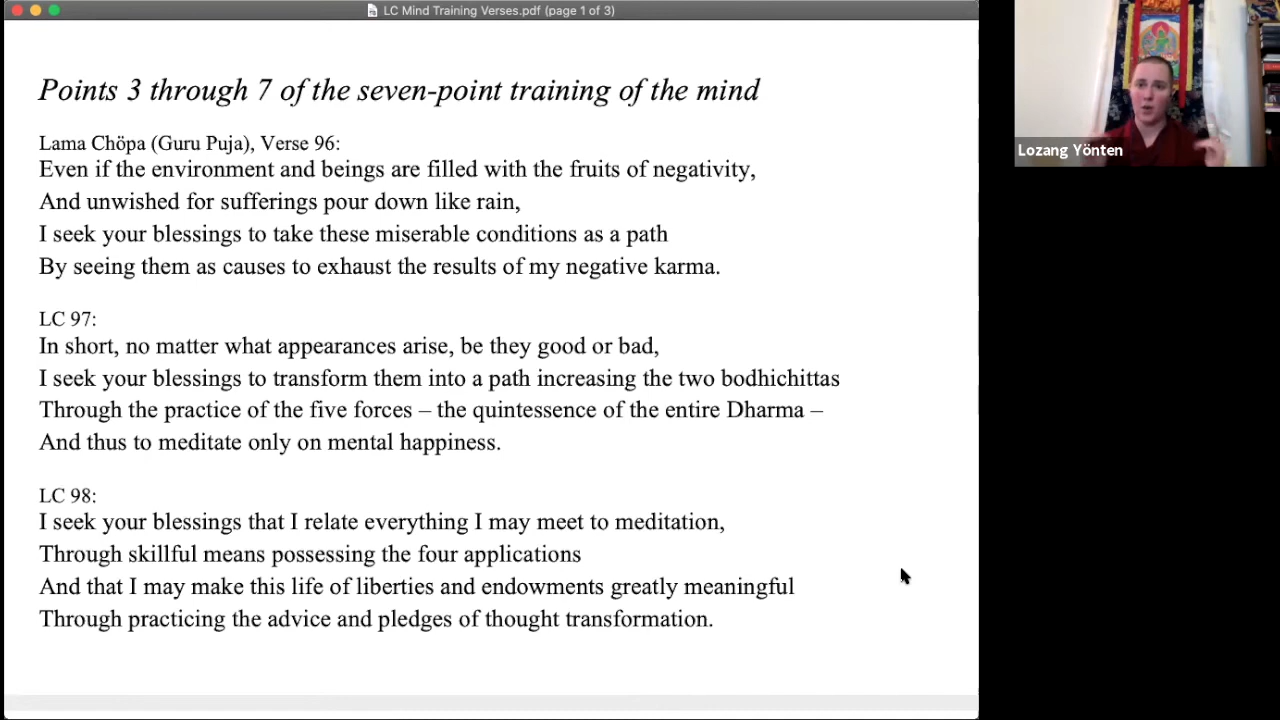 LC Mind Training Verses.pdf (page 1 of 3)
Points 3 through 7 of the seven-point training of the mind
Lama Chöpa (Guru Puja), Verse 96:
Even if the environment and beings are filled with the fruits of negativity,
And unwished for sufferings pour down like rain,
I seek your blessings to take these miserable conditions as a path
By seeing them as causes to exhaust the results of my negative karma.
LC 97:
In short, no matter what appearances arise, be they good or bad,
I seek your blessings to transform them into a path increasing the two bodhichittas
Through the practice of the five forces – the quintessence of the entire Dharma –
And thus to meditate only on mental happiness.
LC 98:
I seek your blessings that I relate everything I may meet to meditation,
Through skillful means possessing the four applications
And that I may make this life of liberties and endowments greatly meaningful
Through practicing the advice and pledges of thought transformation.
Lozang Yönten